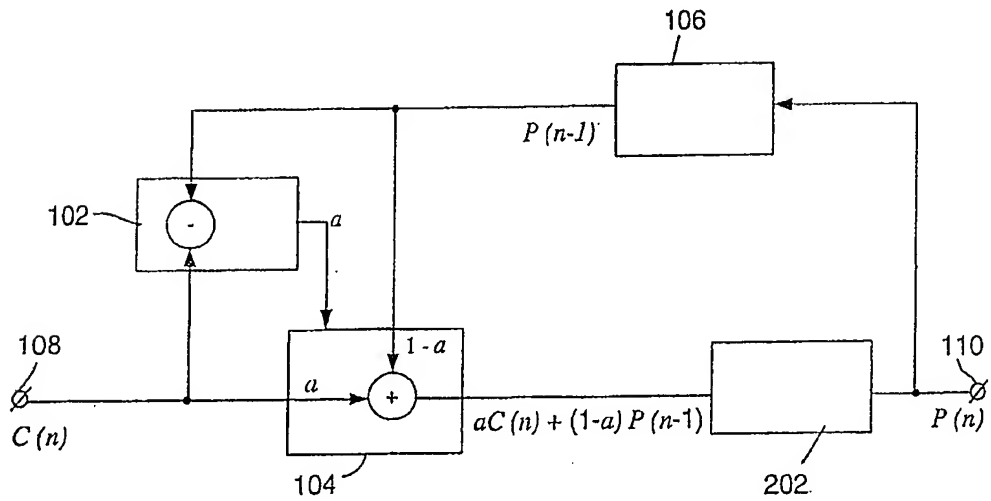 106
P (n-1)
102
-
a
108
1 - a
110
a
+
C (n)
aC (n) + (1-a) P (n-1)
P (n)
104
202